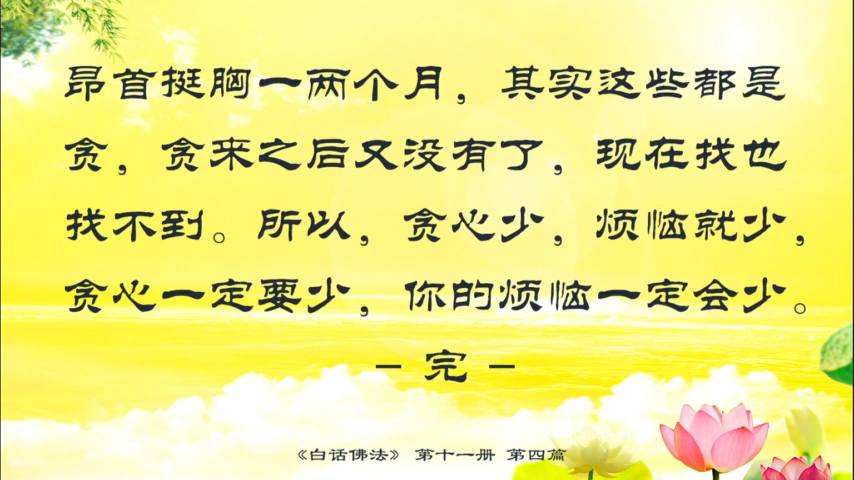 昂首挺胸一两个月，其实这些都是
贪，贪来之后又没有了，现在找也
找不到。所以，贪心少，烦恼就少，
贪心一定要少，你的烦恼一定会少。
- 完 -
《白话佛法》 第十一册 第四篇